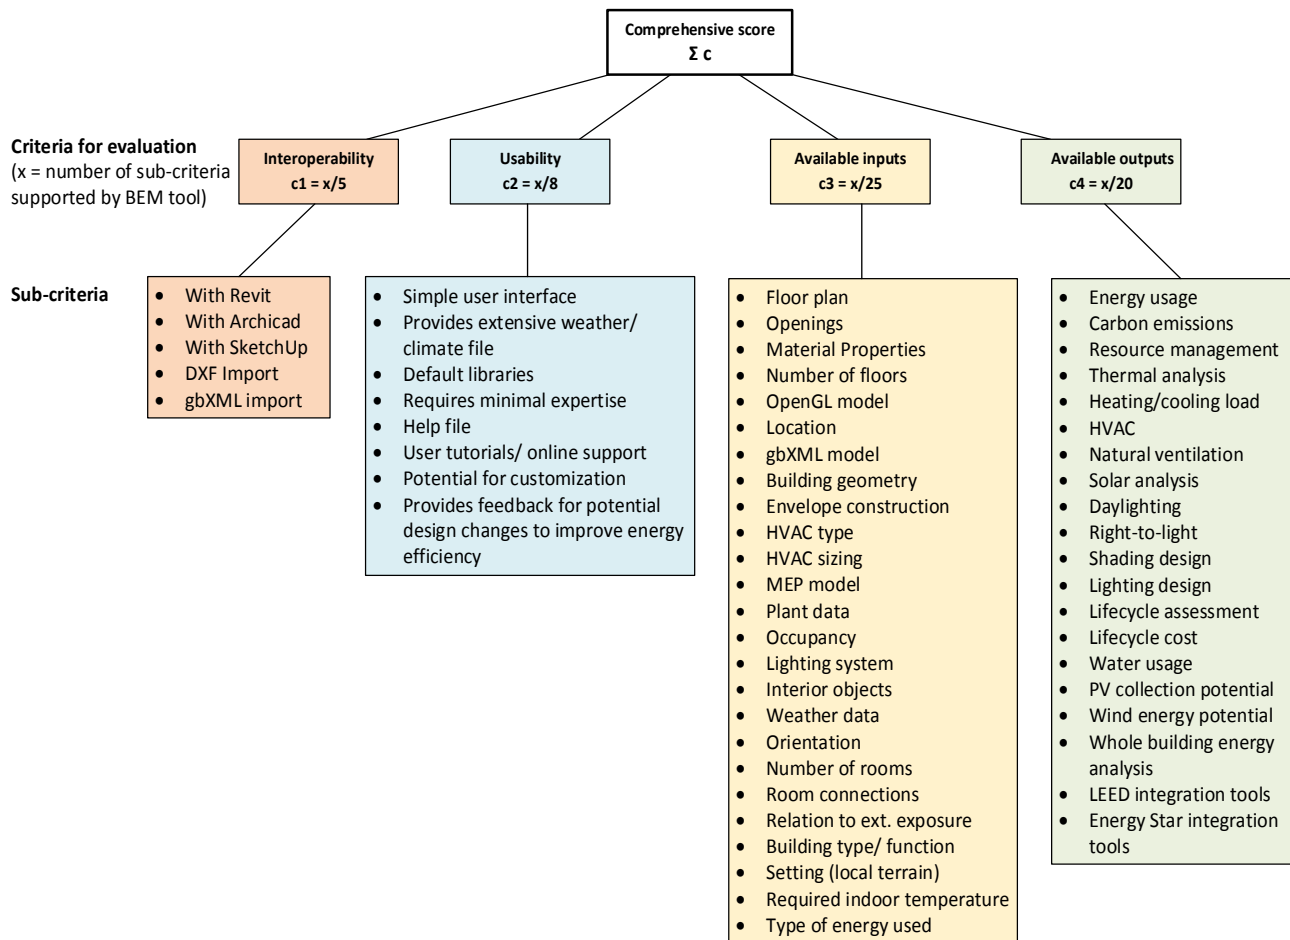 Comprehensive score
Σ c
Criteria for evaluation
(x = number of sub-criteria
supported by BEM tool)
Interoperability
c1 = x/5
Usability
c2 = x/8
Available inputs
c3 = x/25
Available outputs
c4 = x/20
Sub-criteria
• With Revit
• With Archicad
• With SketchUp
• DXF Import
• gbXML import
• Simple user interface
• Provides extensive weather/
climate file
• Default libraries
• Requires minimal expertise
• Help file
• User tutorials/ online support
• Potential for customization
• Provides feedback for potential
design changes to improve energy
efficiency
• Floor plan
• Openings
• Material Properties
• Number of floors
• OpenGL model
• Location
• gbXML model
• Building geometry
• Envelope construction
• HVAC type
• HVAC sizing
• MEP model
• Plant data
• Occupancy
• Lighting system
• Interior objects
• Weather data
• Orientation
• Number of rooms
• Room connections
• Relation to ext. exposure
• Building type/ function
• Setting (local terrain)
• Required indoor temperature
• Type of energy used
• Energy usage
• Carbon emissions
• Resource management
• Thermal analysis
• Heating/cooling load
• HVAC
• Natural ventilation
• Solar analysis
• Daylighting
• Right-to-light
• Shading design
• Lighting design
• Lifecycle assessment
• Lifecycle cost
• Water usage
• PV collection potential
• Wind energy potential
• Whole building energy
analysis
• LEED integration tools
• Energy Star integration
tools